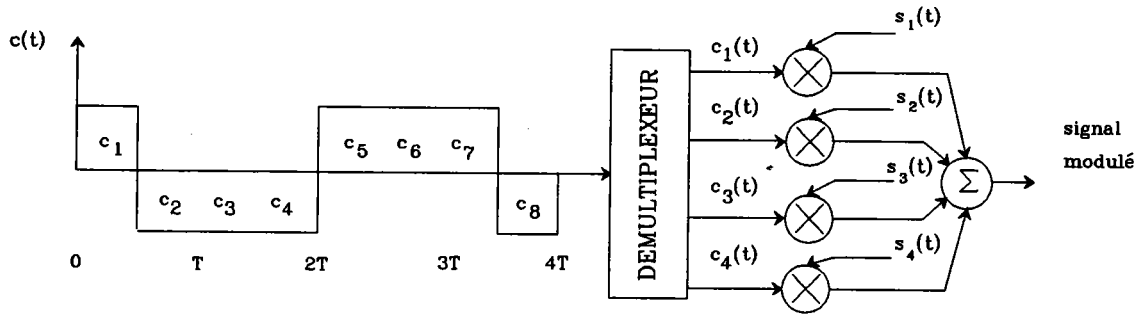 c(t)
c1
c2 c3 c4
c5 c6 c7
c8
0 T 2T 3T 4T
DEMULTIPLEXEUR
c1(t)
s1(t)
c2(t)
s2(t)
c3(t)
s3(t)
c4(t)
s4(t)
Σ
signal
modulé